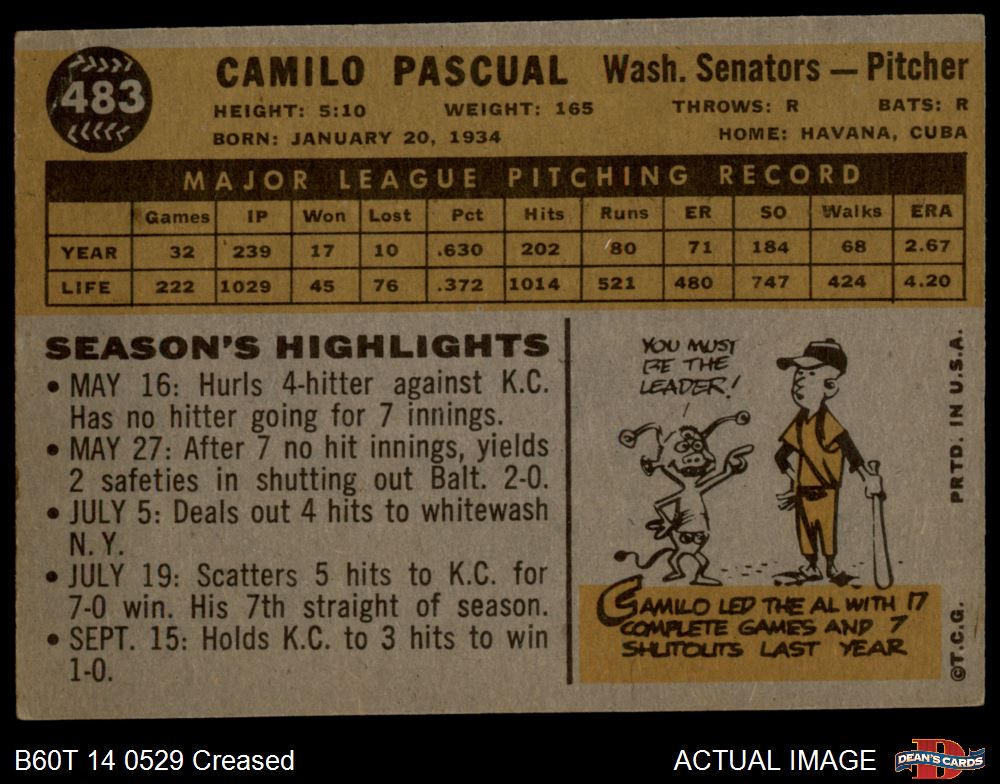 483
CAMILO PASCUAL Wash. Senators — Pitcher
HEIGHT: 5:10 WEIGHT: 165 THROWS: R BATS: R
BORN: JANUARY 20, 1934 HOME: HAVANA, CUBA
MAJOR LEAGUE PITCHING RECORD
Games IP Won Lost Pct Hits Runs ER SO Walks ERA
YEAR 32 239 17 10 .630 202 80 71 184 68 2.67
LIFE 222 1029 45 76 .372 1014 521 480 747 424 4.20
SEASON'S HIGHLIGHTS
• MAY 16: Hurls 4-hitter against K.C.
Has no hitter going for 7 innings.
• MAY 27: After 7 no hit innings, yields
2 safeties in shutting out Balt. 2-0.
• JULY 5: Deals out 4 hits to whitewash
N. Y.
• JULY 19: Scatters 5 hits to K.C. for
7-0 win. His 7th straight of season.
• SEPT. 15: Holds K.C. to 3 hits to win
1-0.
YOU MUST
BE THE
LEADER!
CAMILO LED THE AL WITH 17
COMPLETE GAMES AND 7
SHUTOUTS LAST YEAR
©T.C.G. PRTD. IN U.S.A.
B60T 14 0529 Creased ACTUAL IMAGE
DEAN'S CARDS